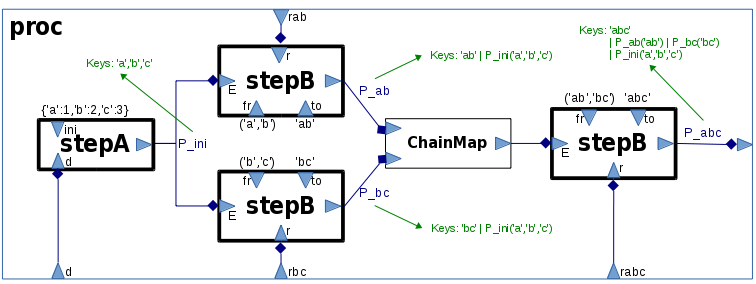 proc
rab
Keys: 'abc'
| P_ab('ab') | P_bc('bc')
| P_ini('a','b','c')
Keys: 'a','b','c'
r
E
stepB
fr
to
('a','b')
'ab'
Keys: 'ab' | P_ini('a','b','c')
P_ab
{'a':1,'b':2,'c':3}
ini
stepA
d
P_ini
ChainMap
('ab','bc')
'abc'
fr
to
E
stepB
r
P_abc
('b','c')
'bc'
fr
to
E
stepB
r
P_bc
Keys: 'bc' | P_ini('a','b','c')
d
rbc
rabc